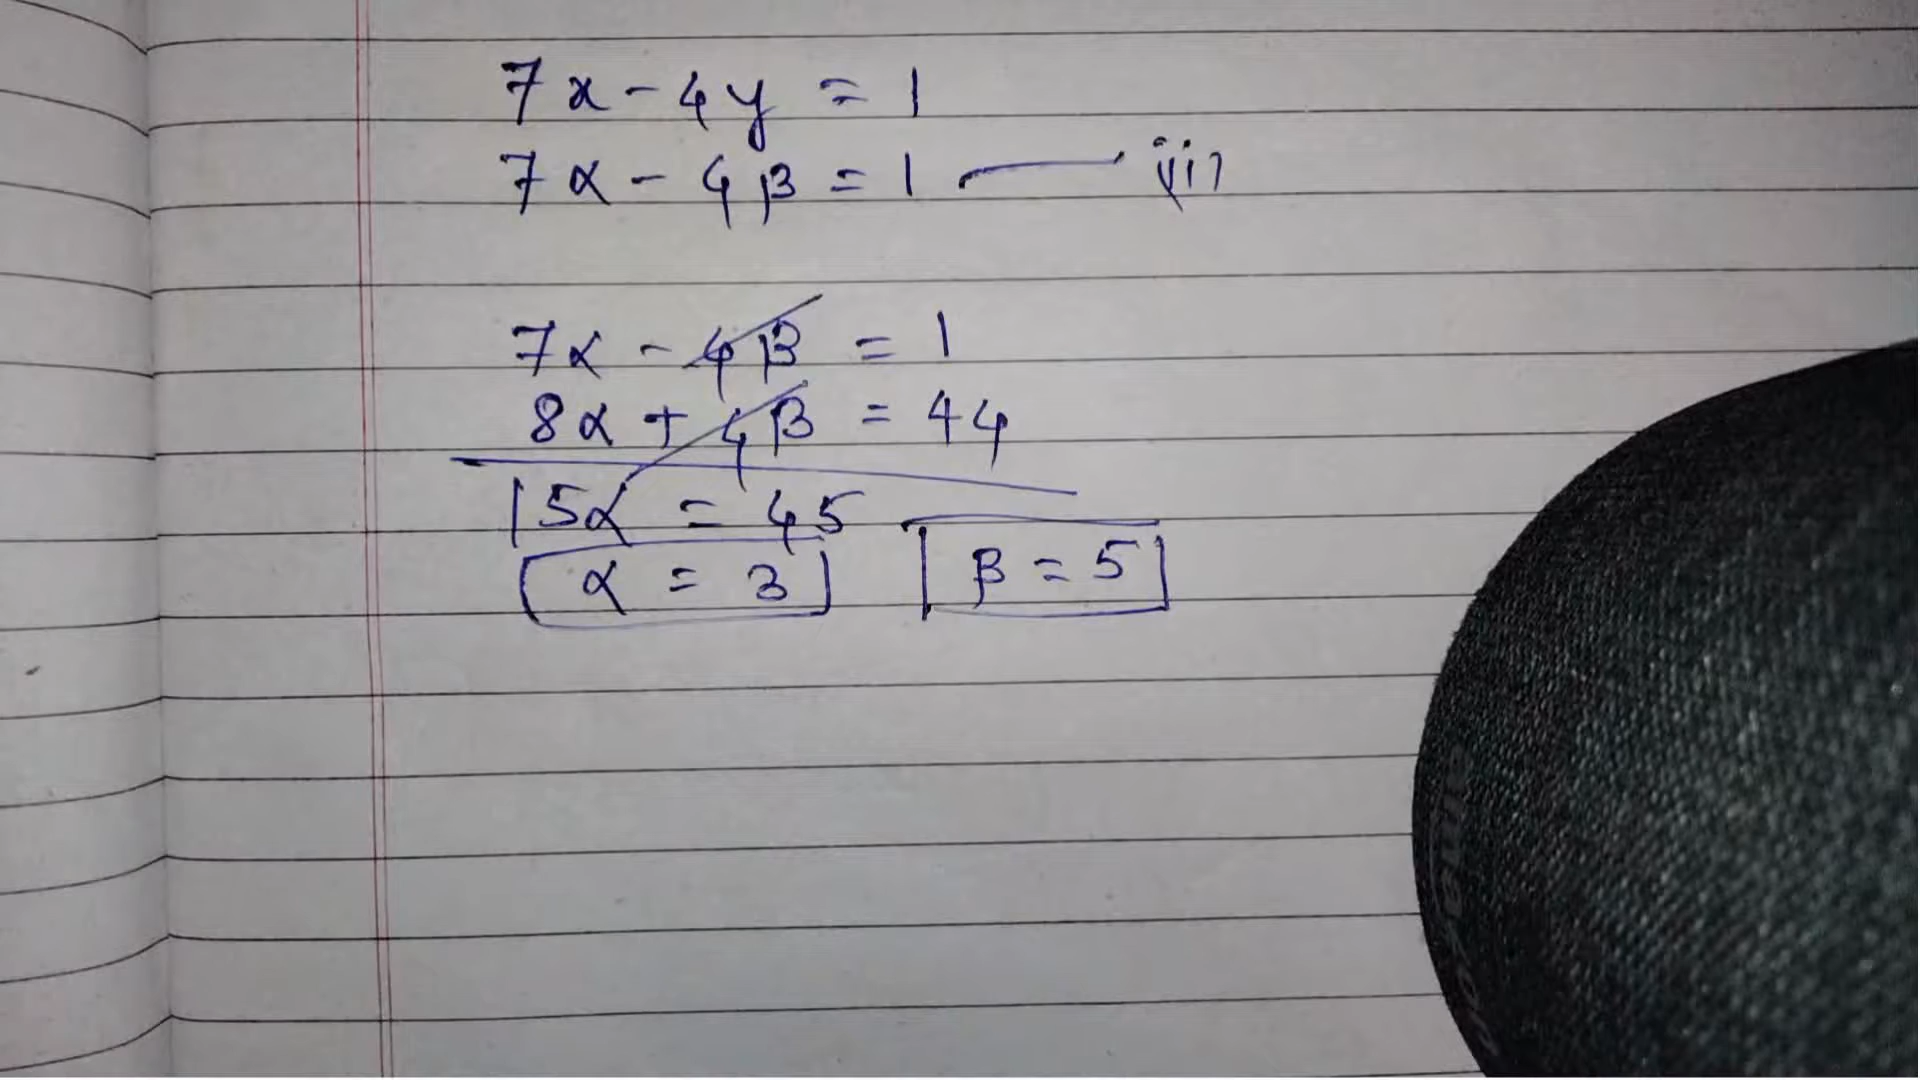 7x - 4y = 1
7α - 4β = 1 — ii)
7α - 4β = 1
8α + 4β = 44
15α = 45
α = 3 β = 5